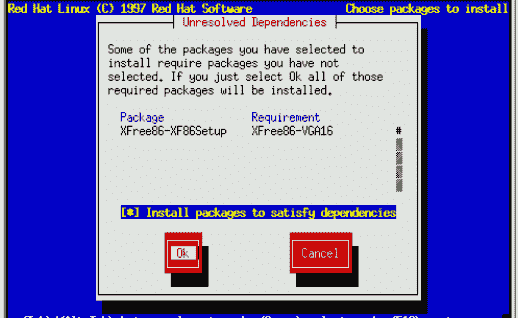 Red Hat Linux (C) 1997 Red Hat Software Choose packages to install
Unresolved Dependencies
Some of the packages you have selected to
install require packages you have not
selected. If you just select Ok all of those
required packages will be installed.
Package Requirement
XFree86-XF86Setup XFree86-VGA16 #
[*] Install packages to satisfy dependencies
Ok Cancel